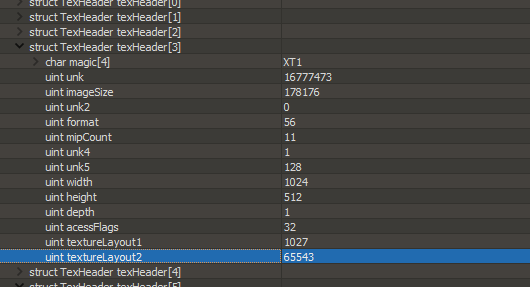 struct TexHeader texHeader[0]
struct TexHeader texHeader[1]
struct TexHeader texHeader[2]
struct TexHeader texHeader[3]
char magic[4] XT1
uint unk 16777473
uint imageSize 178176
uint unk2 0
uint format 56
uint mipCount 11
uint unk4 1
uint unk5 128
uint width 1024
uint height 512
uint depth 1
uint acessFlags 32
uint textureLayout1 1027
uint textureLayout2 65543
struct TexHeader texHeader[4]
struct TexHeader texHeader[5]